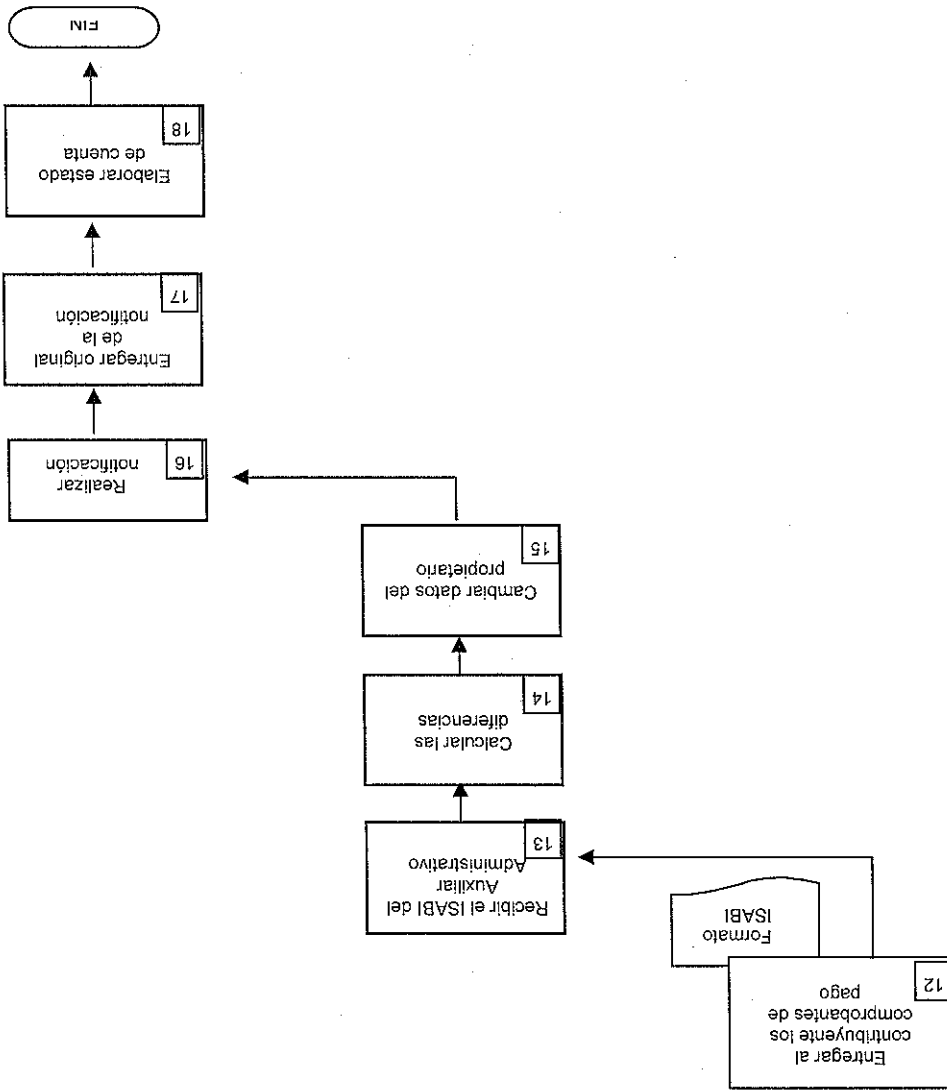 Entregar al
contribuyente los
comprobantes de
pago
12
Formato
ISABI
Recibir el ISABI del
Auxiliar
Administrativo
13
Calcular las
diferencias
14
Cambiar datos del
propietario
15
Realizar
notificación
16
Entregar original
de la
notificación
17
Elaborar estado
de cuenta
18
FIN